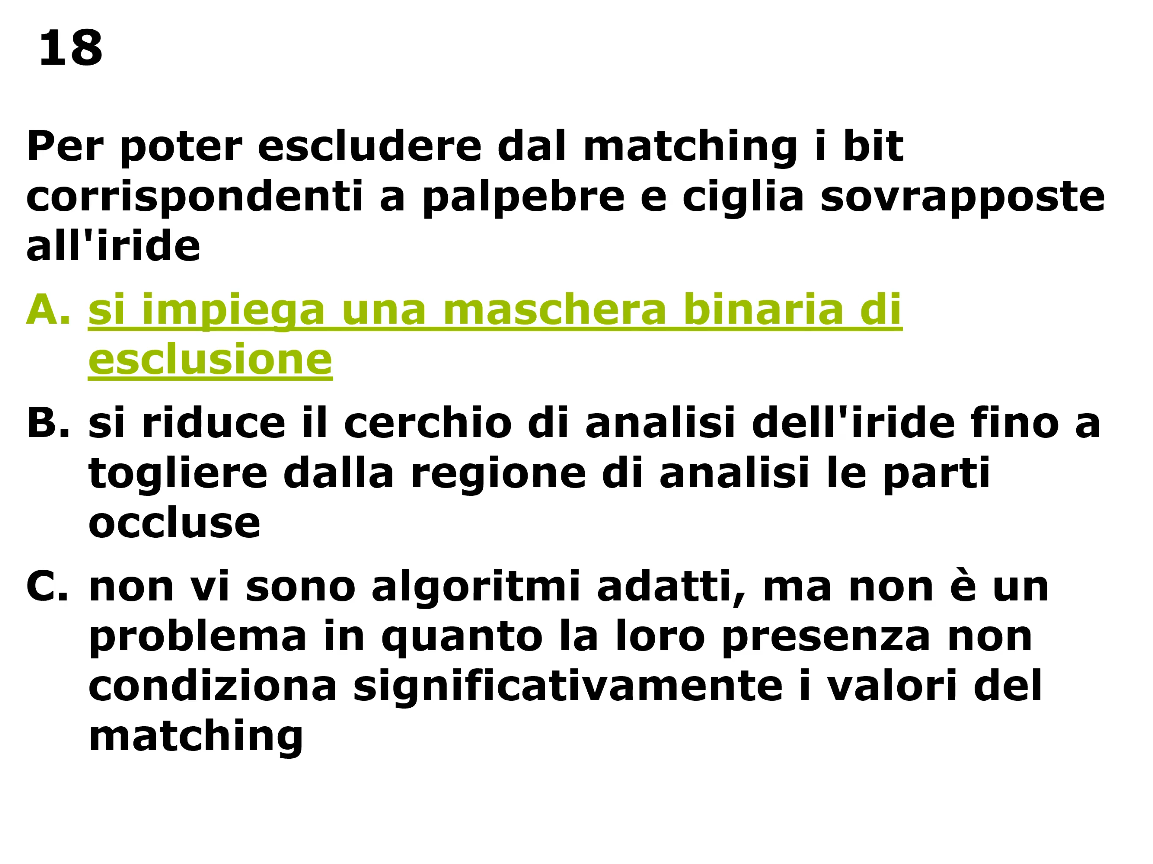 18
Per poter escludere dal matching i bit
corrispondenti a palpebre e ciglia sovrapposte
all'iride
A. si impiega una maschera binaria di
esclusione
B. si riduce il cerchio di analisi dell'iride fino a
togliere dalla regione di analisi le parti
occluse
C. non vi sono algoritmi adatti, ma non è un
problema in quanto la loro presenza non
condiziona significativamente i valori del
matching